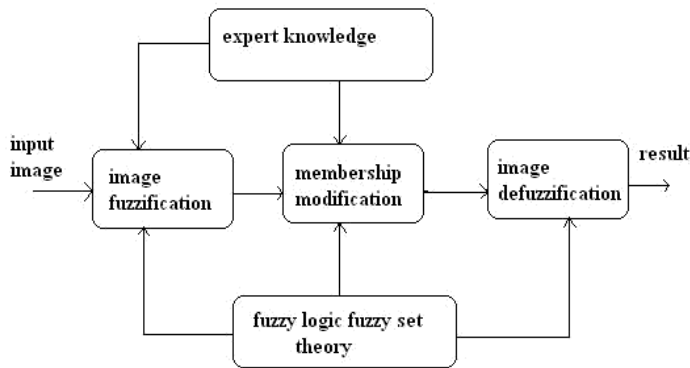 expert knowledge
input
image
image
fuzzification
membership
modification
image
defuzzification
result
fuzzy logic fuzzy set
theory